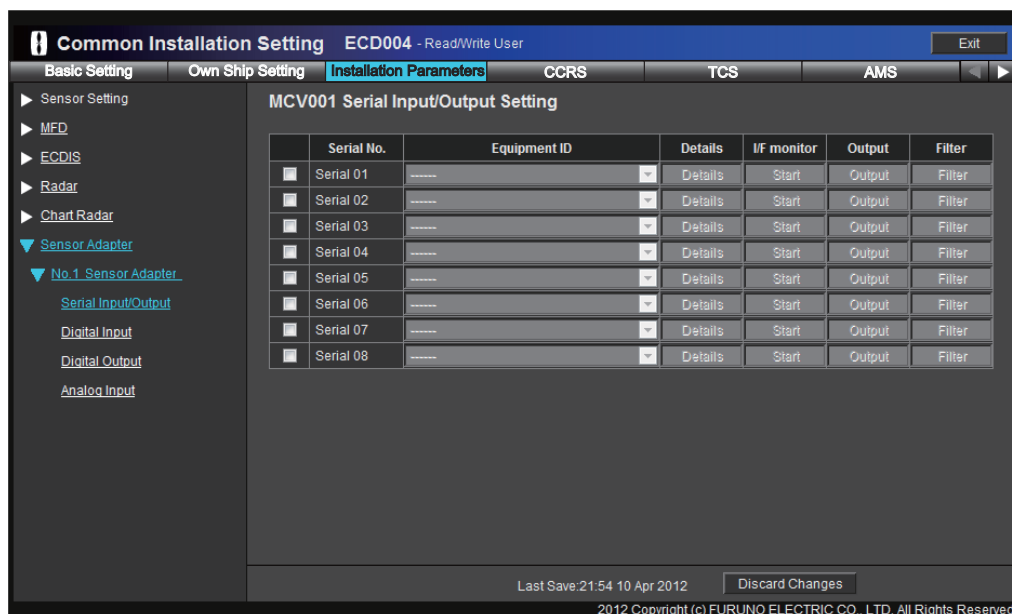 Common Installation Setting ECD004 - Read/Write User Exit
Basic Setting Own Ship Setting Installation Parameters CCRS TCS AMS
Sensor Setting
MFD
ECDIS
Radar
Chart Radar
Sensor Adapter
No.1 Sensor Adapter
Serial Input/Output
Digital Input
Digital Output
Analog Input
MCV001 Serial Input/Output Setting
Serial No. Equipment ID Details I/F monitor Output Filter
Serial 01 ------ Details Start Output Filter
Serial 02 ------ Details Start Output Filter
Serial 03 ------ Details Start Output Filter
Serial 04 ------ Details Start Output Filter
Serial 05 ------ Details Start Output Filter
Serial 06 ------ Details Start Output Filter
Serial 07 ------ Details Start Output Filter
Serial 08 ------ Details Start Output Filter
Last Save:21:54 10 Apr 2012 Discard Changes
2012 Copyright (c) FURUNO ELECTRIC CO., LTD. All Rights Reserved